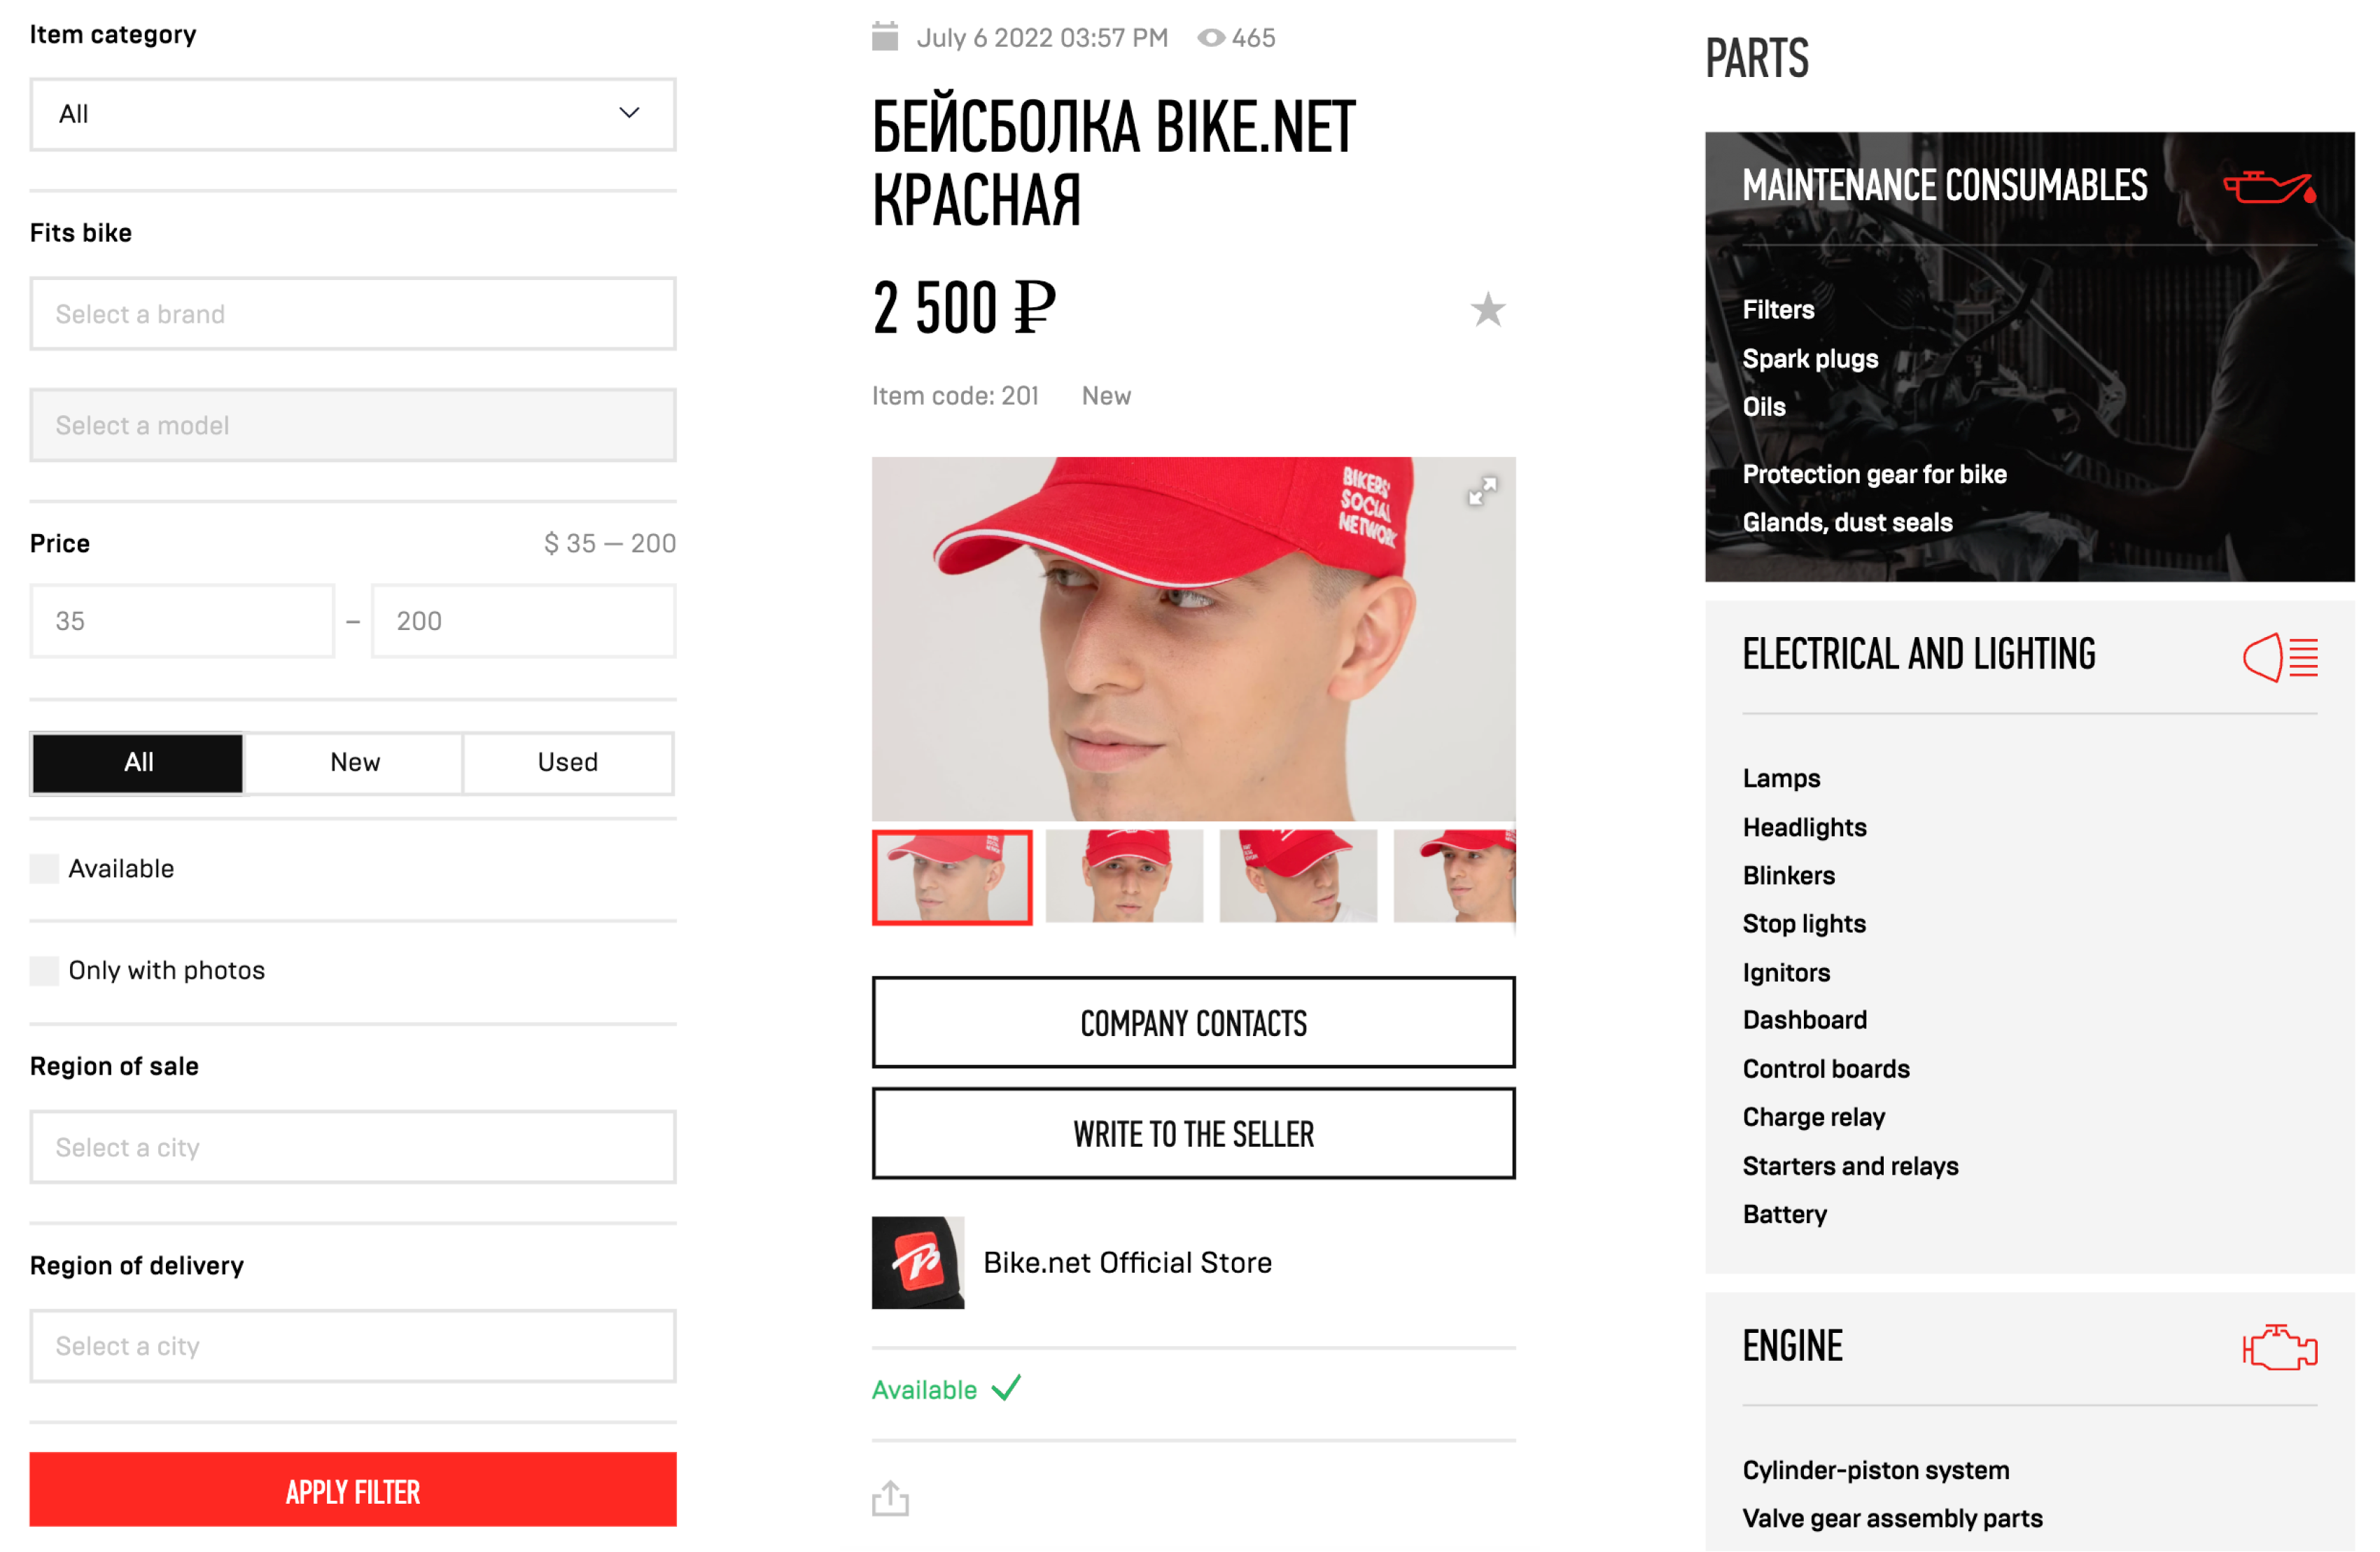 Item category
All
Fits bike
Select a brand
Select a model
Price
$ 35 — 200
35
–
200
All
New
Used
Available
Only with photos
Region of sale
Select a city
Region of delivery
Select a city
APPLY FILTER
July 6 2022 03:57 PM
465
БЕЙСБОЛКА BIKE.NET
КРАСНАЯ
2 500 ₽
Item code: 201
New
BIKERS'
SOCIAL
NETWORK
COMPANY CONTACTS
WRITE TO THE SELLER
Bike.net Official Store
Available
PARTS
MAINTENANCE CONSUMABLES
Filters
Spark plugs
Oils
Protection gear for bike
Glands, dust seals
ELECTRICAL AND LIGHTING
Lamps
Headlights
Blinkers
Stop lights
Ignitors
Dashboard
Control boards
Charge relay
Starters and relays
Battery
ENGINE
Cylinder-piston system
Valve gear assembly parts